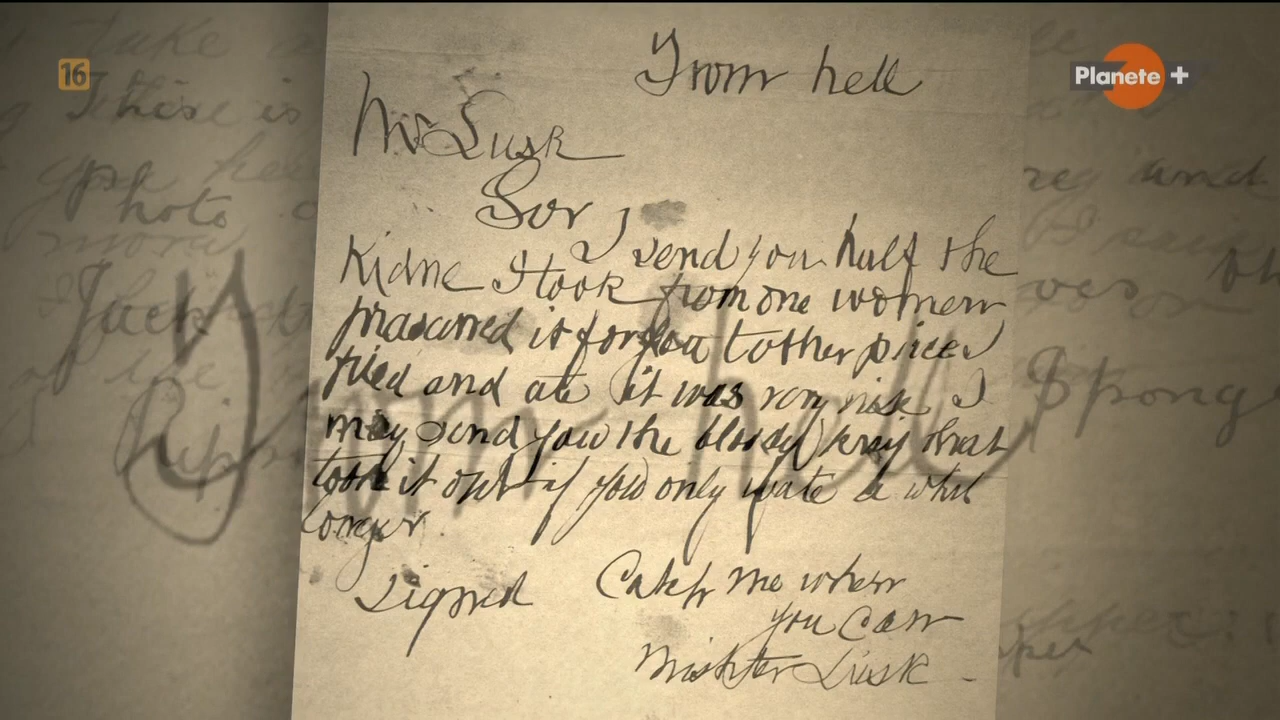 16
Planete +
From hell
Mr Lusk
Sor
I send you half the
Kidne I took from one women
prasarved it for you tother piece I
fried and ate it was very nise I
may send you the bloody knif that
took it out if you only wate a whil
longer.
Signed Catch me when
you can
Mishter Lusk -